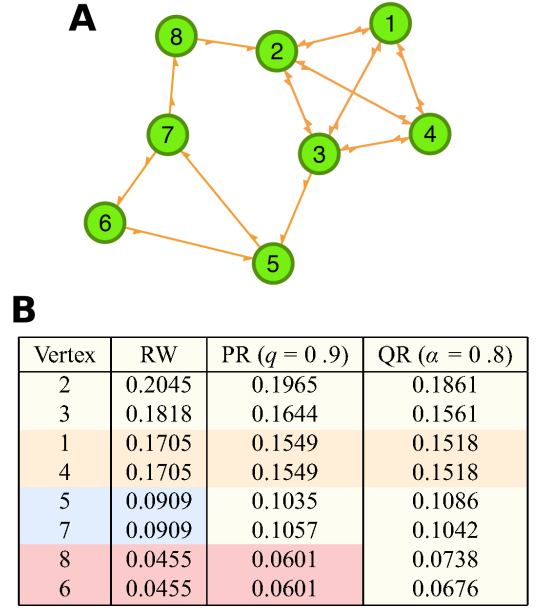 A
1
8
2
7
4
3
6
5
B
Vertex RW PR (q = 0 .9) QR (α = 0 .8)
2 0.2045 0.1965 0.1861
3 0.1818 0.1644 0.1561
1 0.1705 0.1549 0.1518
4 0.1705 0.1549 0.1518
5 0.0909 0.1035 0.1086
7 0.0909 0.1057 0.1042
8 0.0455 0.0601 0.0738
6 0.0455 0.0601 0.0676